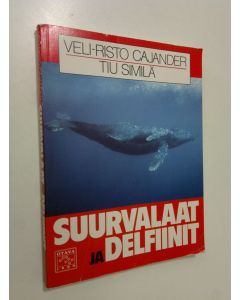 VELI-RISTO CAJANDER
TIU SIMILÄ
SUURVALAAT
JA DELFIINIT
OTAVA